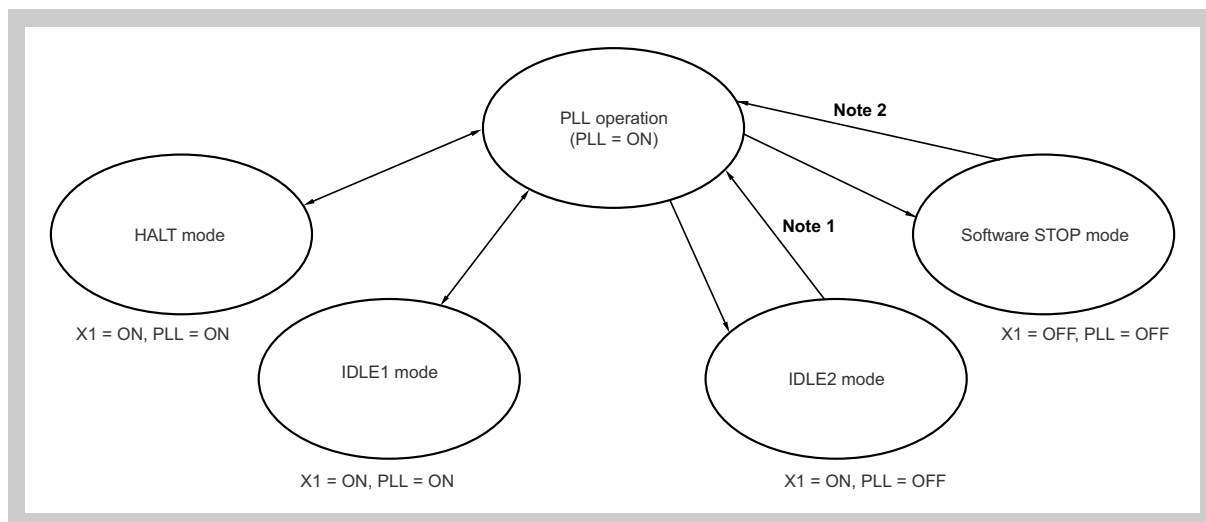 PLL operation
(PLL = ON)
Note 2
HALT mode
Note 1
Software STOP mode
X1 = ON, PLL = ON
X1 = OFF, PLL = OFF
IDLE1 mode
IDLE2 mode
X1 = ON, PLL = ON
X1 = ON, PLL = OFF